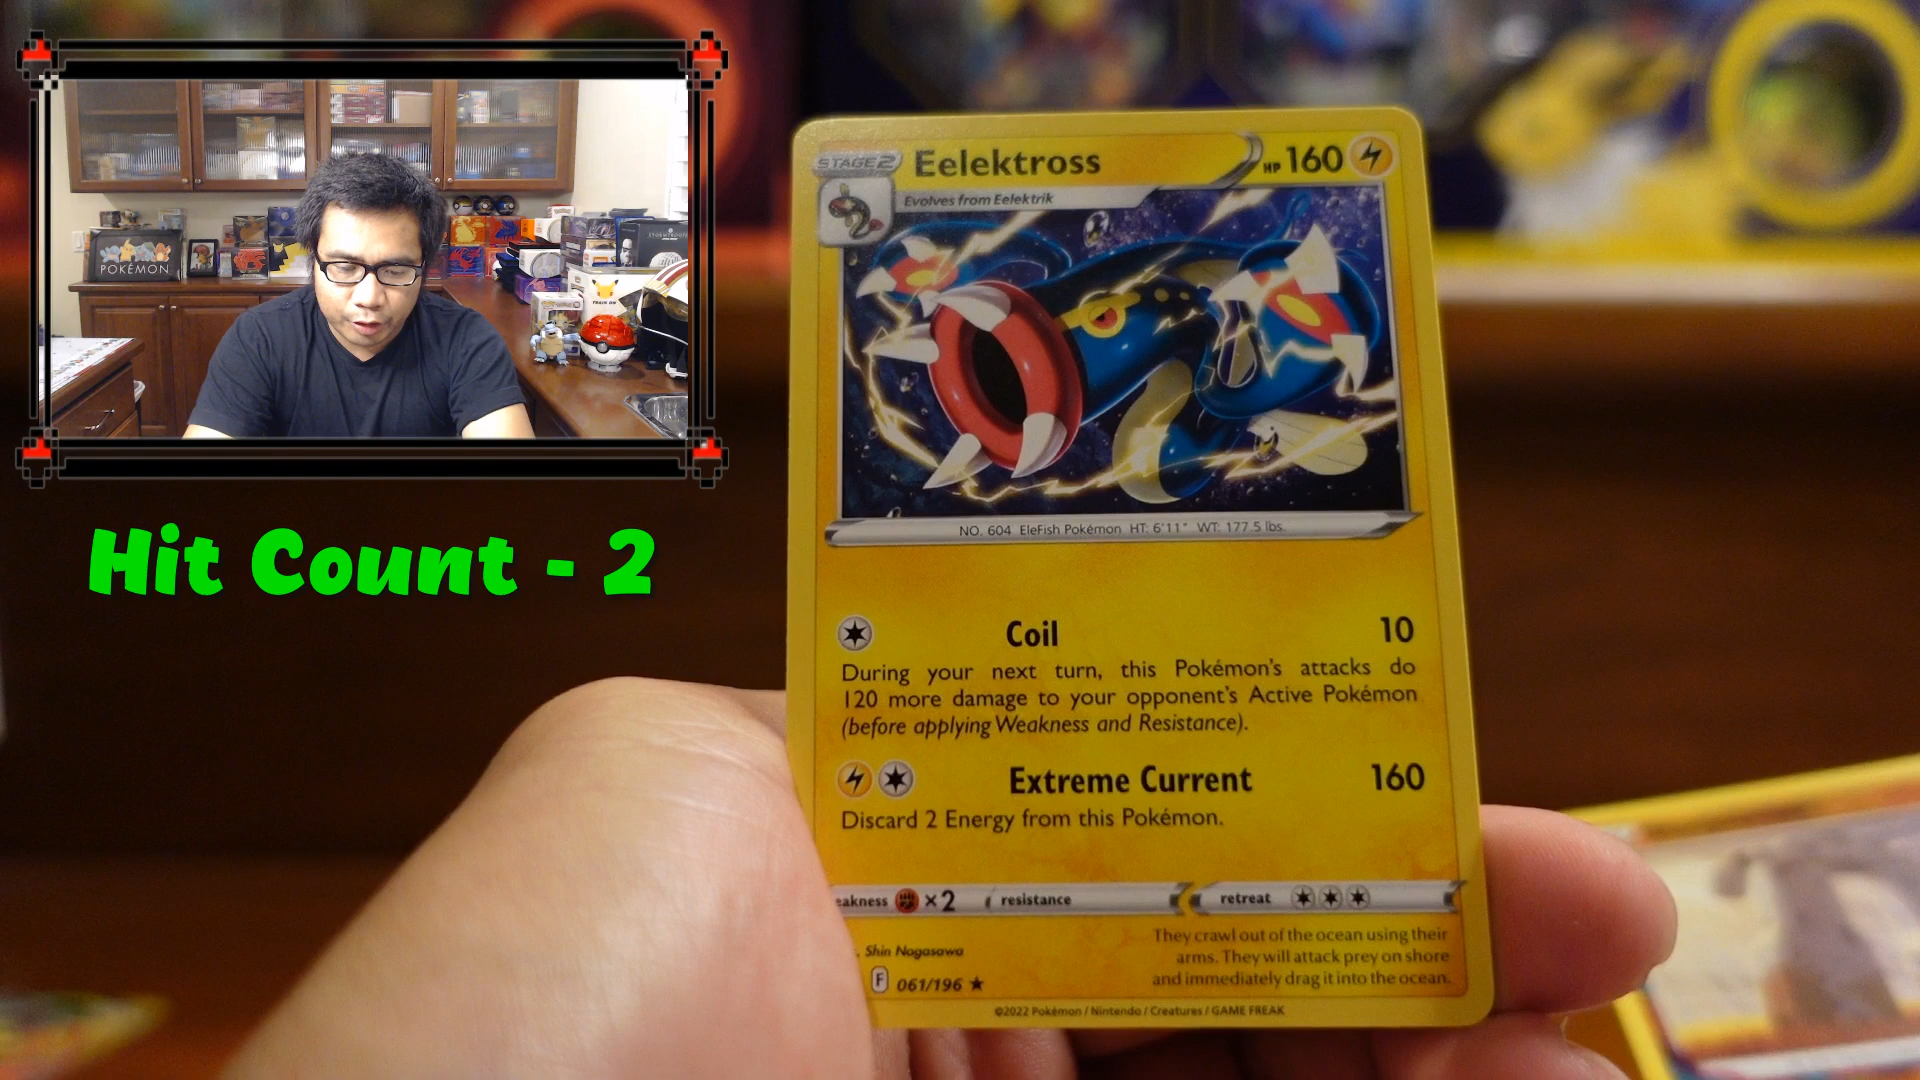 POKÉMON
Hit Count - 2
STAGE 2
Eelektross
HP 160
Evolves from Eelektrik
NO. 604 EleFish Pokémon HT: 6'11" WT: 177.5 lbs.
Coil 10
During your next turn, this Pokémon's attacks do
120 more damage to your opponent's Active Pokémon
(before applying Weakness and Resistance).
Extreme Current 160
Discard 2 Energy from this Pokémon.
eakness ×2 resistance retreat
. Shin Nagasawa
F 061/196
They crawl out of the ocean using their
arms. They will attack prey on shore
and immediately drag it into the ocean.
©2022 Pokémon / Nintendo / Creatures / GAME FREAK